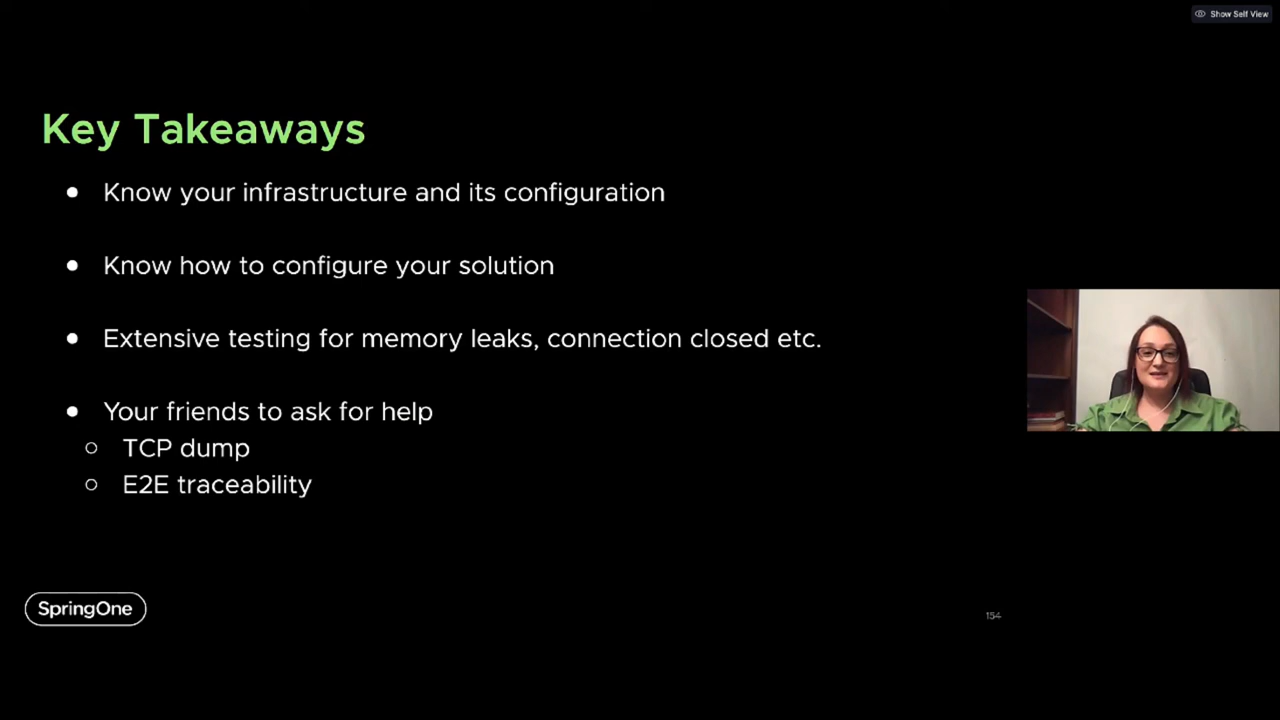 Show Self View
Key Takeaways
● Know your infrastructure and its configuration
● Know how to configure your solution
● Extensive testing for memory leaks, connection closed etc.
● Your friends to ask for help
○ TCP dump
○ E2E traceability
SpringOne
154